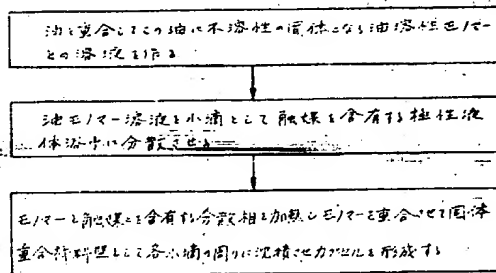 油と重合してこの油に不溶性の固体になる油溶性モノマー
との溶液を作る
油モノマー溶液を小滴として触媒を含有する極性液
体溶中に分散させる
モノマーと触媒とを含有する分散相を加熱しモノマーを重合させて固体
重合材料壁として各小滴の周りに沈積させカプセルを形成する